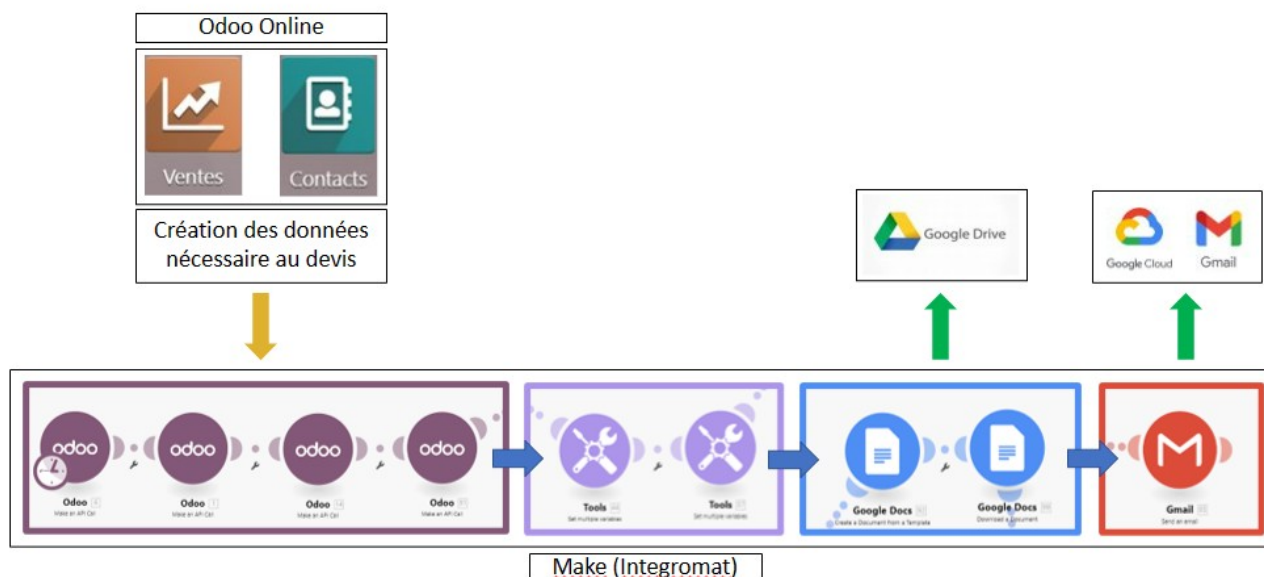 Odoo Online
Ventes
Contacts
Création des données
nécessaire au devis
Google Drive
Google Cloud
Gmail
odoo
odoo
odoo
odoo
Odoo
Make an API Call
Odoo
Make an API Call
Odoo
Make an API Call
Odoo
Make an API Call
Tools
Set multiple variables
Tools
Set multiple variables
Google Docs
Create a Document from a Template
Google Docs
Download a Document
Gmail
Send an email
Make (Integromat)